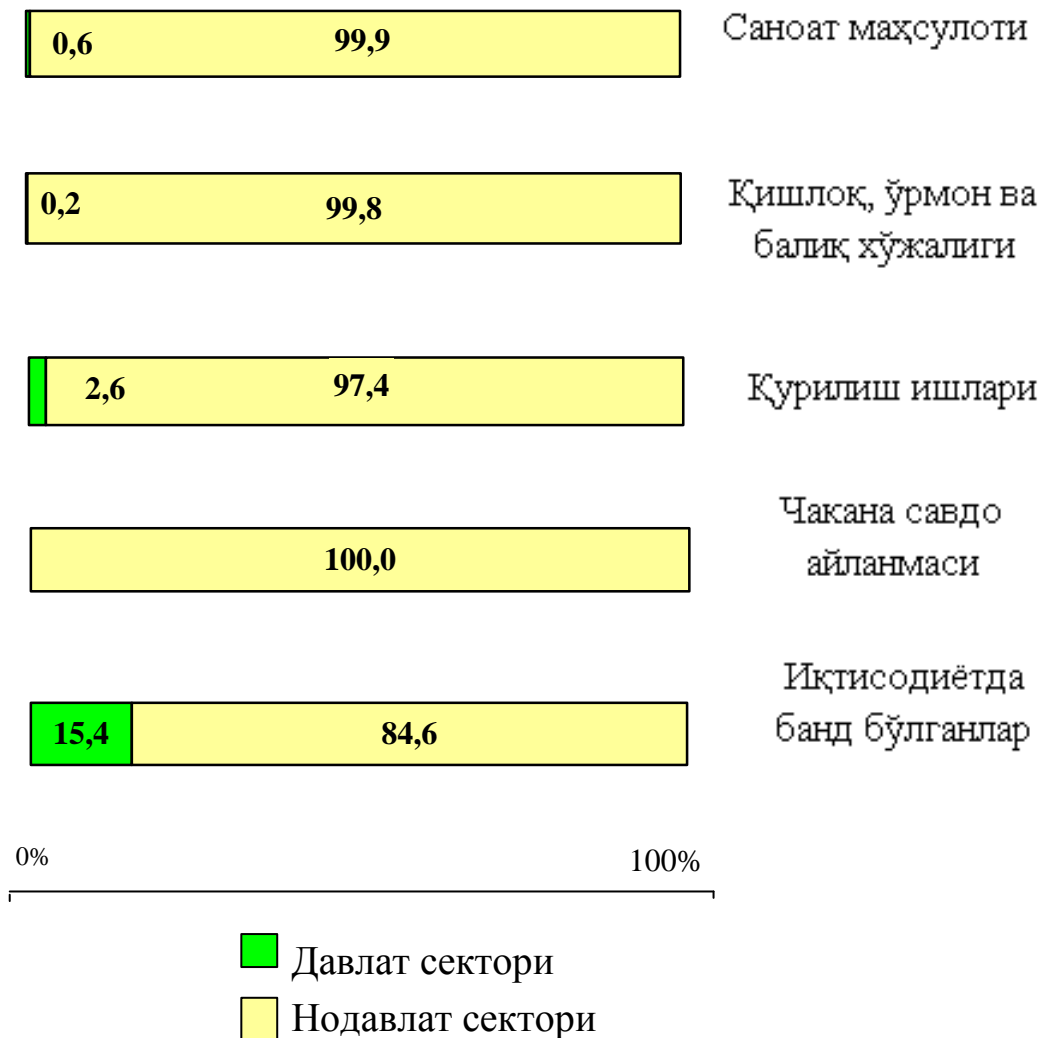 0,6 99,9 Саноат маҳсулоти
0,2 99,8 Қишлоқ, ўрмон ва
балиқ хўжалиги
2,6 97,4 Қурилиш ишлари
100,0 Чакана савдо
айланмаси
15,4 84,6 Иқтисодиётда
банд бўлганлар
0% 100%
Давлат сектори
Нодавлат сектори